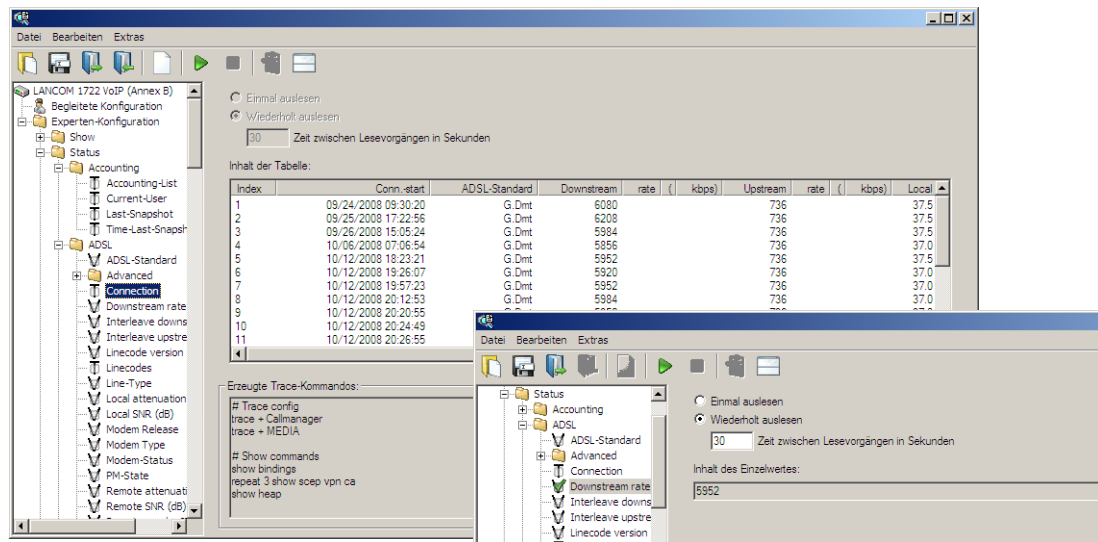 Datei Bearbeiten Extras
LANCOM 1722 VoIP (Annex B)
Begleitete Konfiguration
Experten-Konfiguration
Show
Status
Accounting
Accounting-List
Current-User
Last-Snapshot
Time-Last-Snapsh
ADSL
ADSL-Standard
Advanced
Connection
Downstream rate
Interleave downs
Interleave upstre
Linecode version
Linecodes
Line-Type
Local attenuation
Local SNR (dB)
Modem Release
Modem Type
Modem-Status
PM-State
Remote attenuati
Remote SNR (dB)
Einmal auslesen
Wiederholt auslesen
30 Zeit zwischen Lesevorgängen in Sekunden
Inhalt der Tabelle:
Index Conn.-start ADSL-Standard Downstream rate ( kbps) Upstream rate ( kbps) Local
1 09/24/2008 09:30:20 G.Dmt 6080 736 37.5
2 09/25/2008 17:22:56 G.Dmt 6208 736 37.5
3 09/26/2008 15:05:24 G.Dmt 5984 736 37.5
4 10/06/2008 07:06:54 G.Dmt 5856 736 37.0
5 10/12/2008 18:23:21 G.Dmt 5952 736 37.5
6 10/12/2008 19:26:07 G.Dmt 5920 736 37.0
7 10/12/2008 19:57:23 G.Dmt 5952 736 37.0
8 10/12/2008 20:12:53 G.Dmt 5984 736 37.0
9 10/12/2008 20:20:55
10 10/12/2008 20:24:49
11 10/12/2008 20:26:55
Erzeugte Trace-Kommandos:
# Trace config
trace + Callmanager
trace + MEDIA
# Show commands
show bindings
repeat 3 show scep vpn ca
show heap
Datei Bearbeiten Extras
Status
Accounting
ADSL
ADSL-Standard
Advanced
Connection
Downstream rate
Interleave downs
Interleave upstre
Linecode version
Einmal auslesen
Wiederholt auslesen
30 Zeit zwischen Lesevorgängen in Sekunden
Inhalt des Einzelwertes:
5952